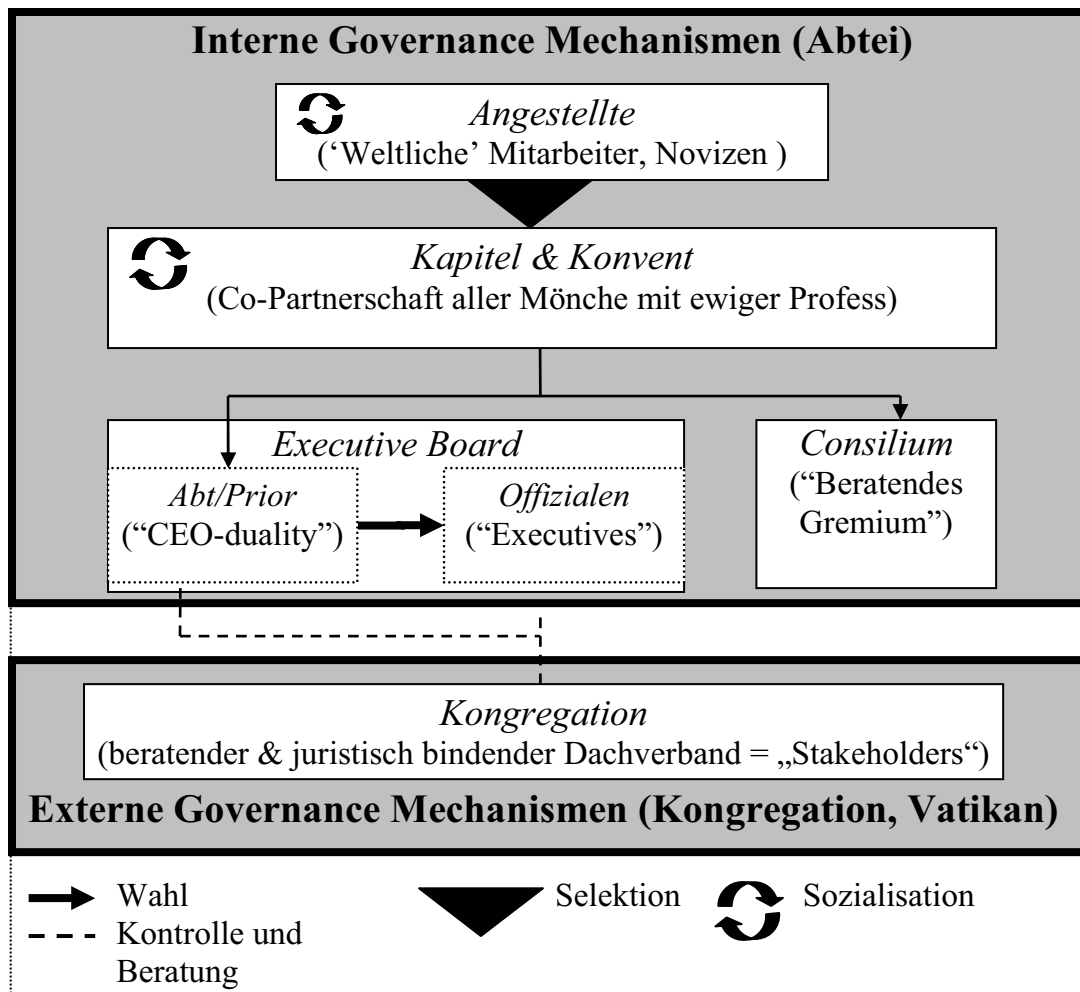 Interne Governance Mechanismen (Abtei)
Angestellte
(‘Weltliche’ Mitarbeiter, Novizen )
Kapitel & Konvent
(Co-Partnerschaft aller Mönche mit ewiger Profess)
Executive Board
Abt/Prior
(“CEO-duality”)
Offizialen
(“Executives”)
Consilium
(“Beratendes
Gremium”)
Kongregation
(beratender & juristisch bindender Dachverband = „Stakeholders“)
Externe Governance Mechanismen (Kongregation, Vatikan)
Wahl
Kontrolle und
Beratung
Selektion
Sozialisation